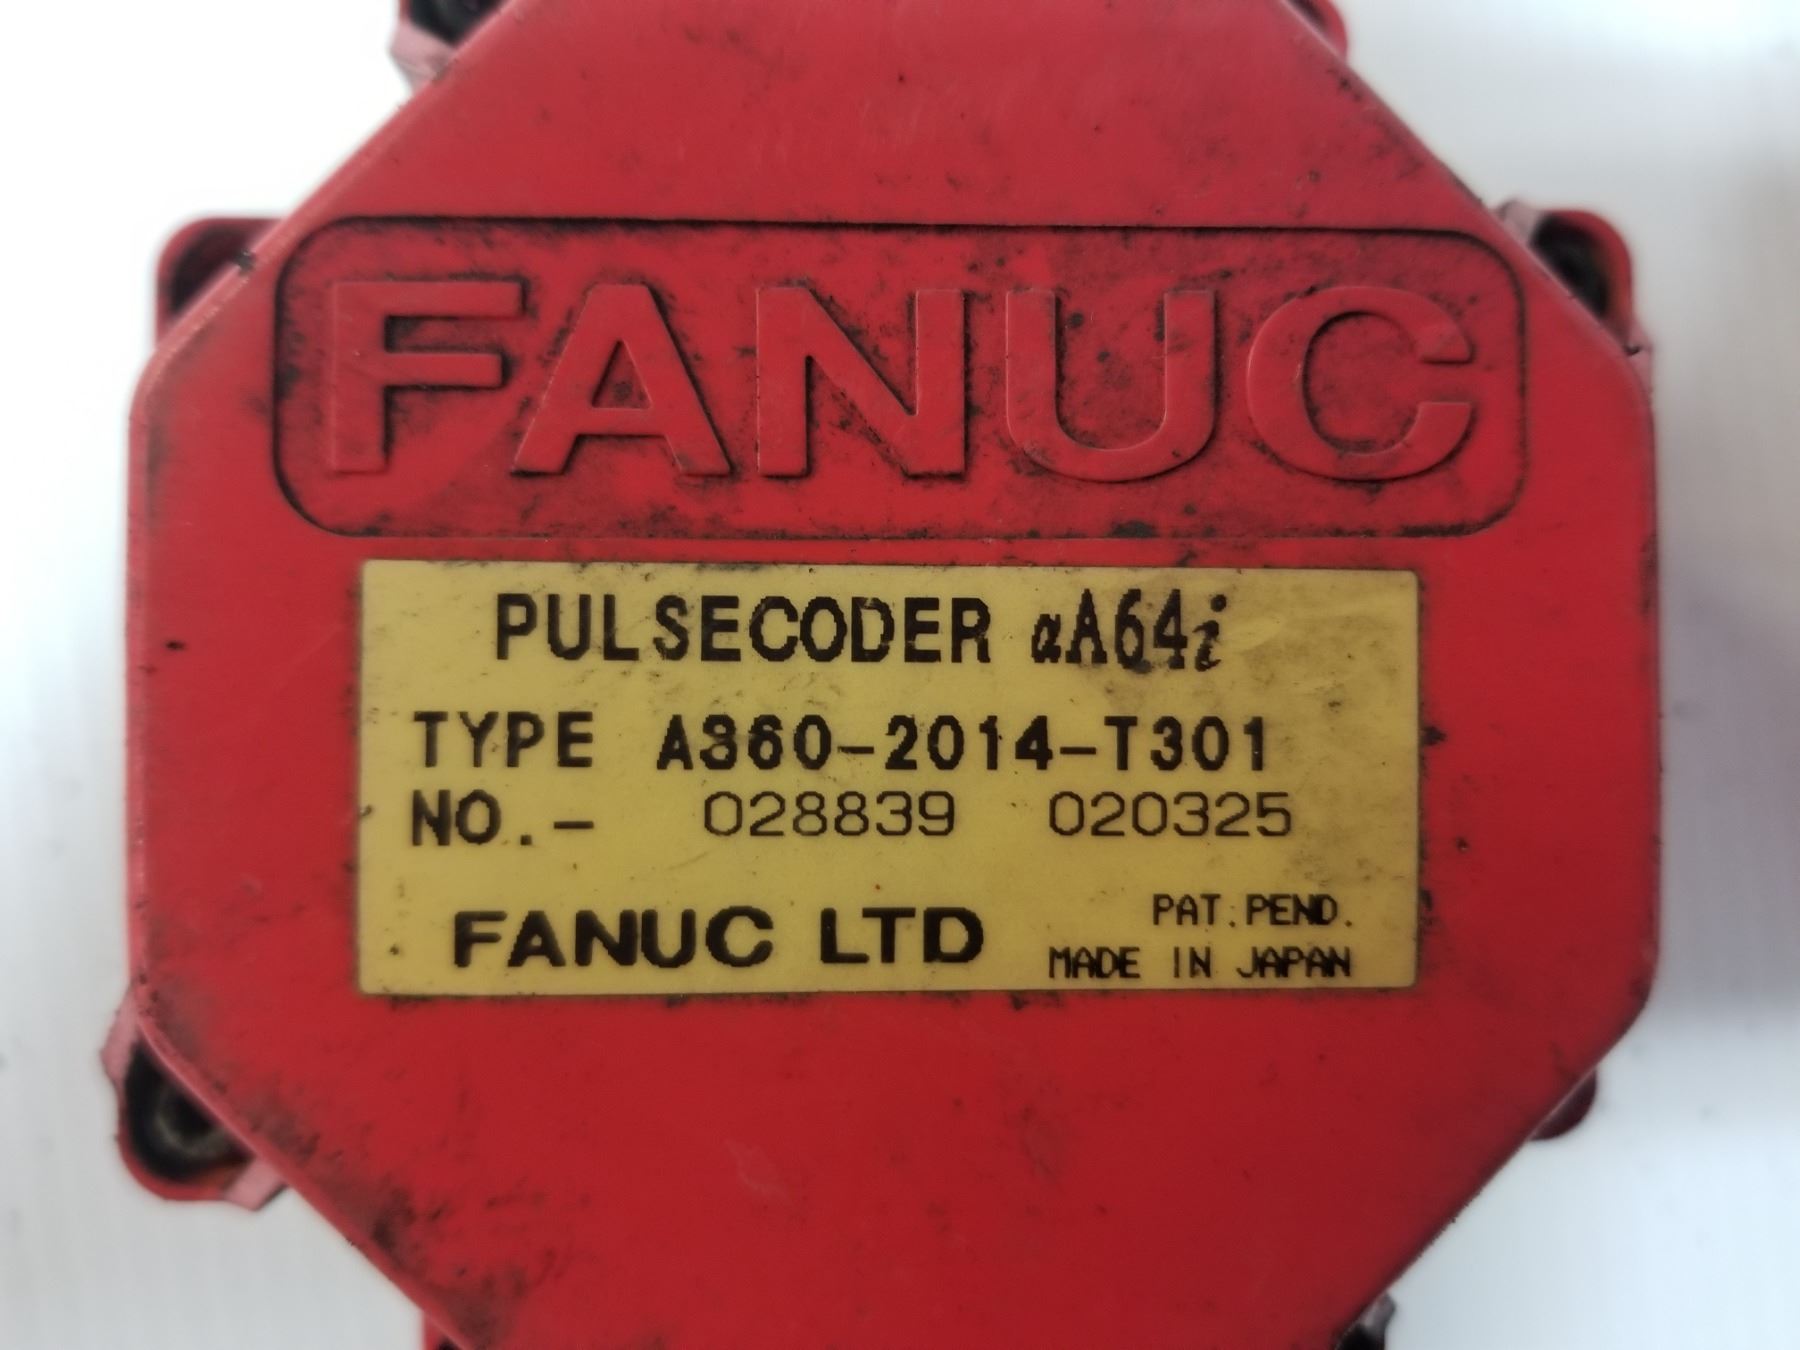 FANUC
PULSECODER αA64i
TYPE A860-2014-T301
NO.- 028839 020325
FANUC LTD
PAT. PEND.
MADE IN JAPAN